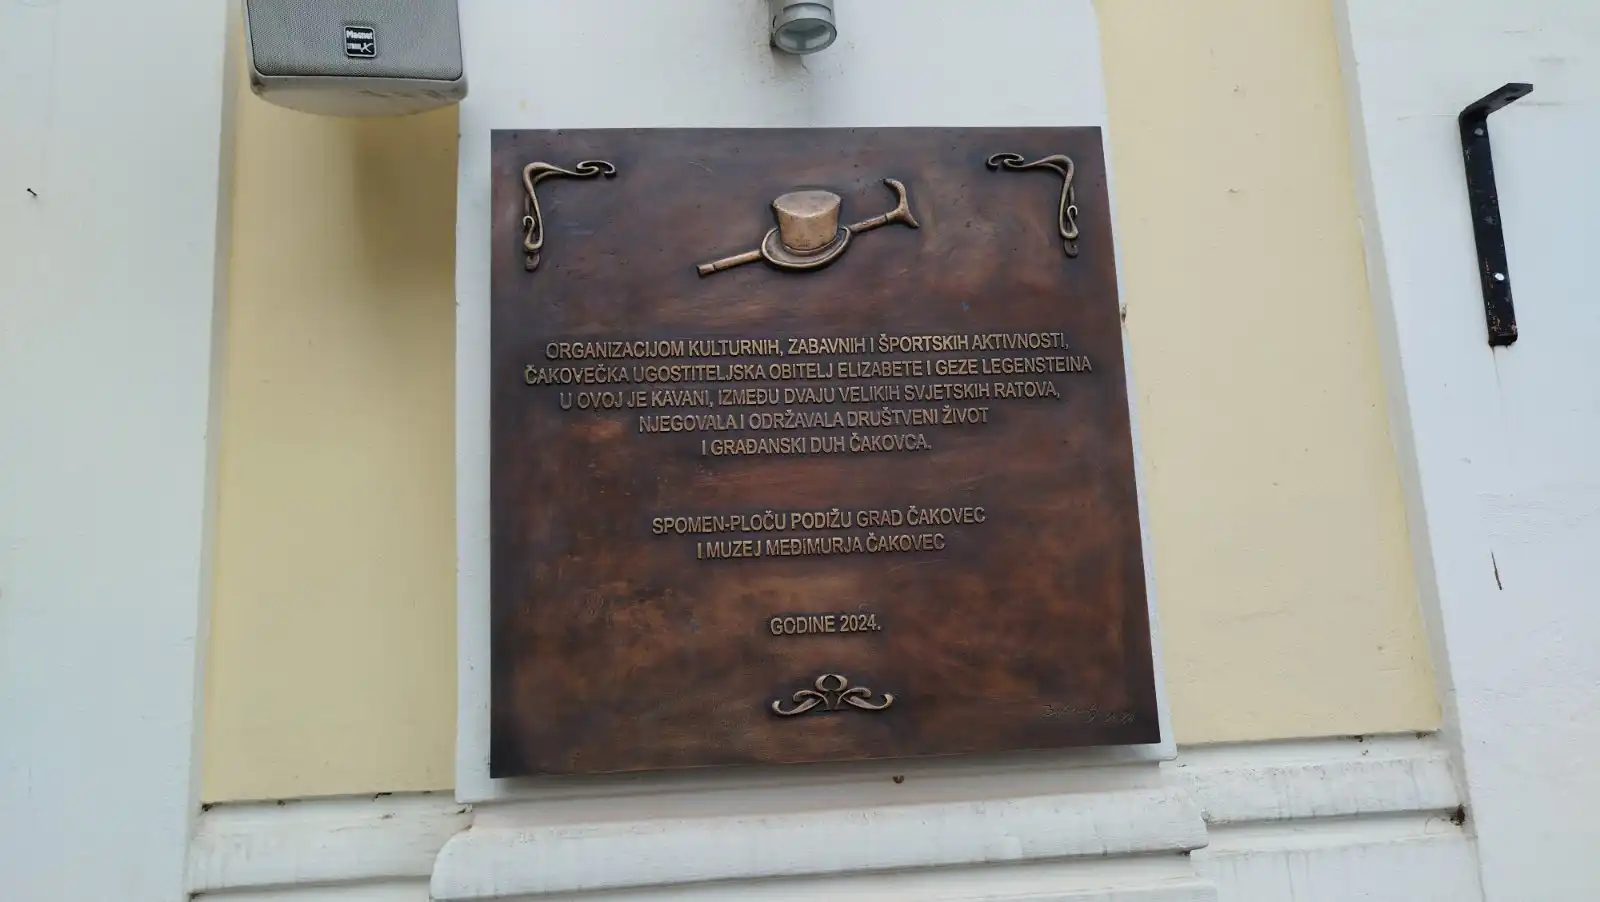 Magnat
ORGANIZACIJOM KULTURNIH, ZABAVNIH I ŠPORTSKIH AKTIVNOSTI,
ČAKOVEČKA UGOSTITELJSKA OBITELJ ELIZABETE I GEZE LEGENSTEINA
U OVOJ JE KAVANI, IZMEĐU DVAJU VELIKIH SVJETSKIH RATOVA,
NJEGOVALA I ODRŽAVALA DRUŠTVENI ŽIVOT
I GRAĐANSKI DUH ČAKOVCA.
SPOMEN-PLOČU PODIŽU GRAD ČAKOVEC
I MUZEJ MEĐIMURJA ČAKOVEC
GODINE 2024.